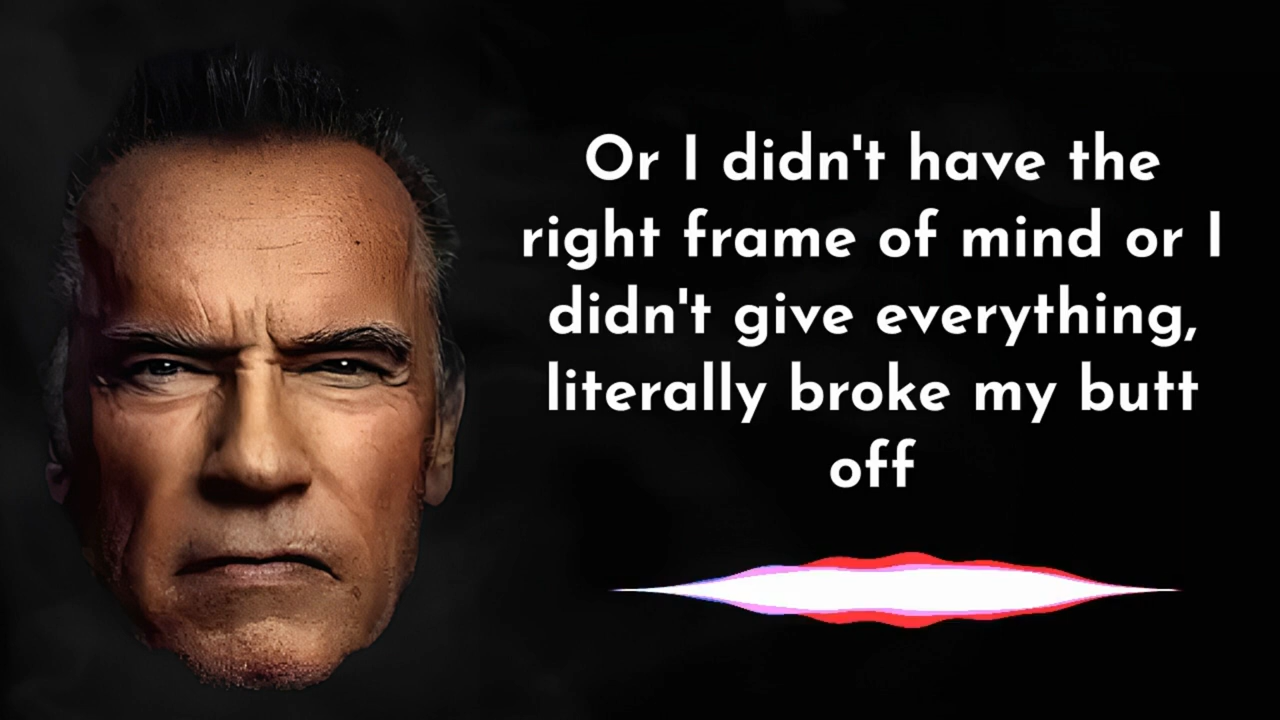 Or I didn't have the
right frame of mind or I
didn't give everything,
literally broke my butt
off